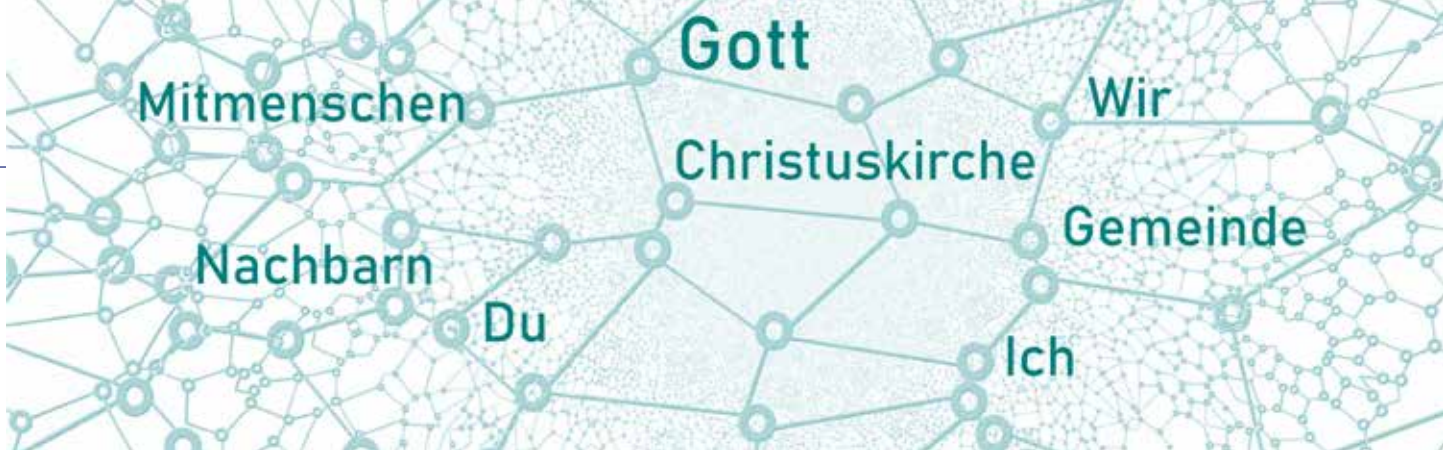 Gott
Mitmenschen
Wir
Christuskirche
Gemeinde
Nachbarn
Du
Ich